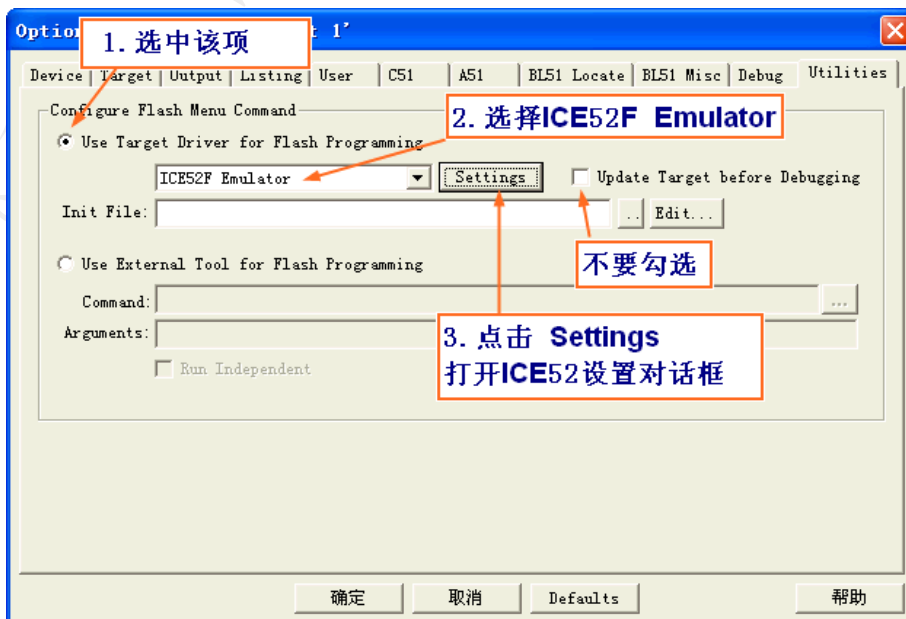 Option
t 1'
1. 选中该项
Device Target Output Listing User C51 A51 BL51 Locate BL51 Misc Debug Utilities
Configure Flash Menu Command
2. 选择ICE52F Emulator
Use Target Driver for Flash Programming
ICE52F Emulator
Settings
Update Target before Debugging
Init File:
..
Edit...
不要勾选
Use External Tool for Flash Programming
Command:
...
Arguments:
3. 点击 Settings
打开ICE52设置对话框
Run Independent
确定 取消 Defaults 帮助